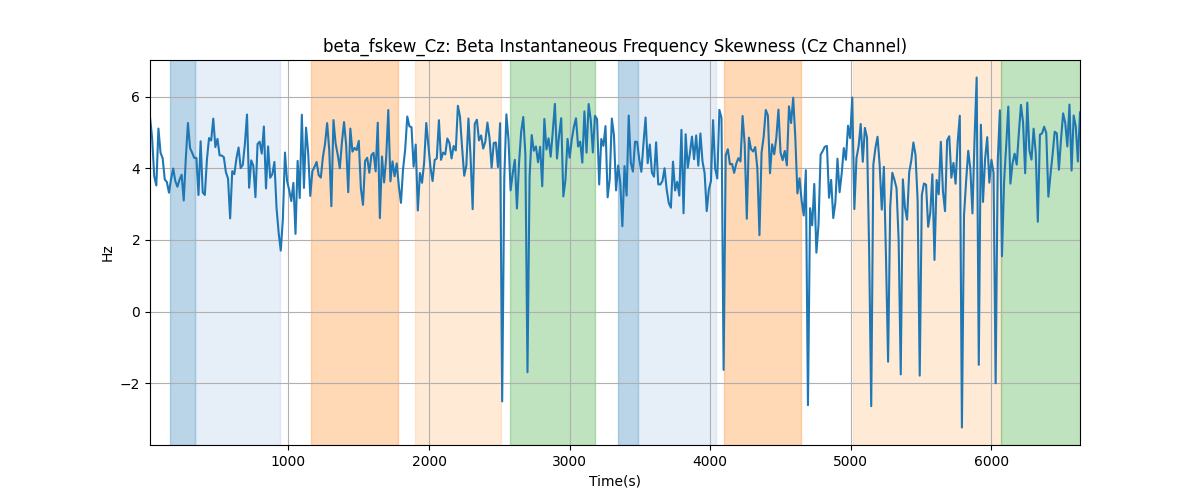 beta_fskew_Cz: Beta Instantaneous Frequency Skewness (Cz Channel)
6
4
2
0
−2
Hz
1000 2000 3000 4000 5000 6000
Time(s)